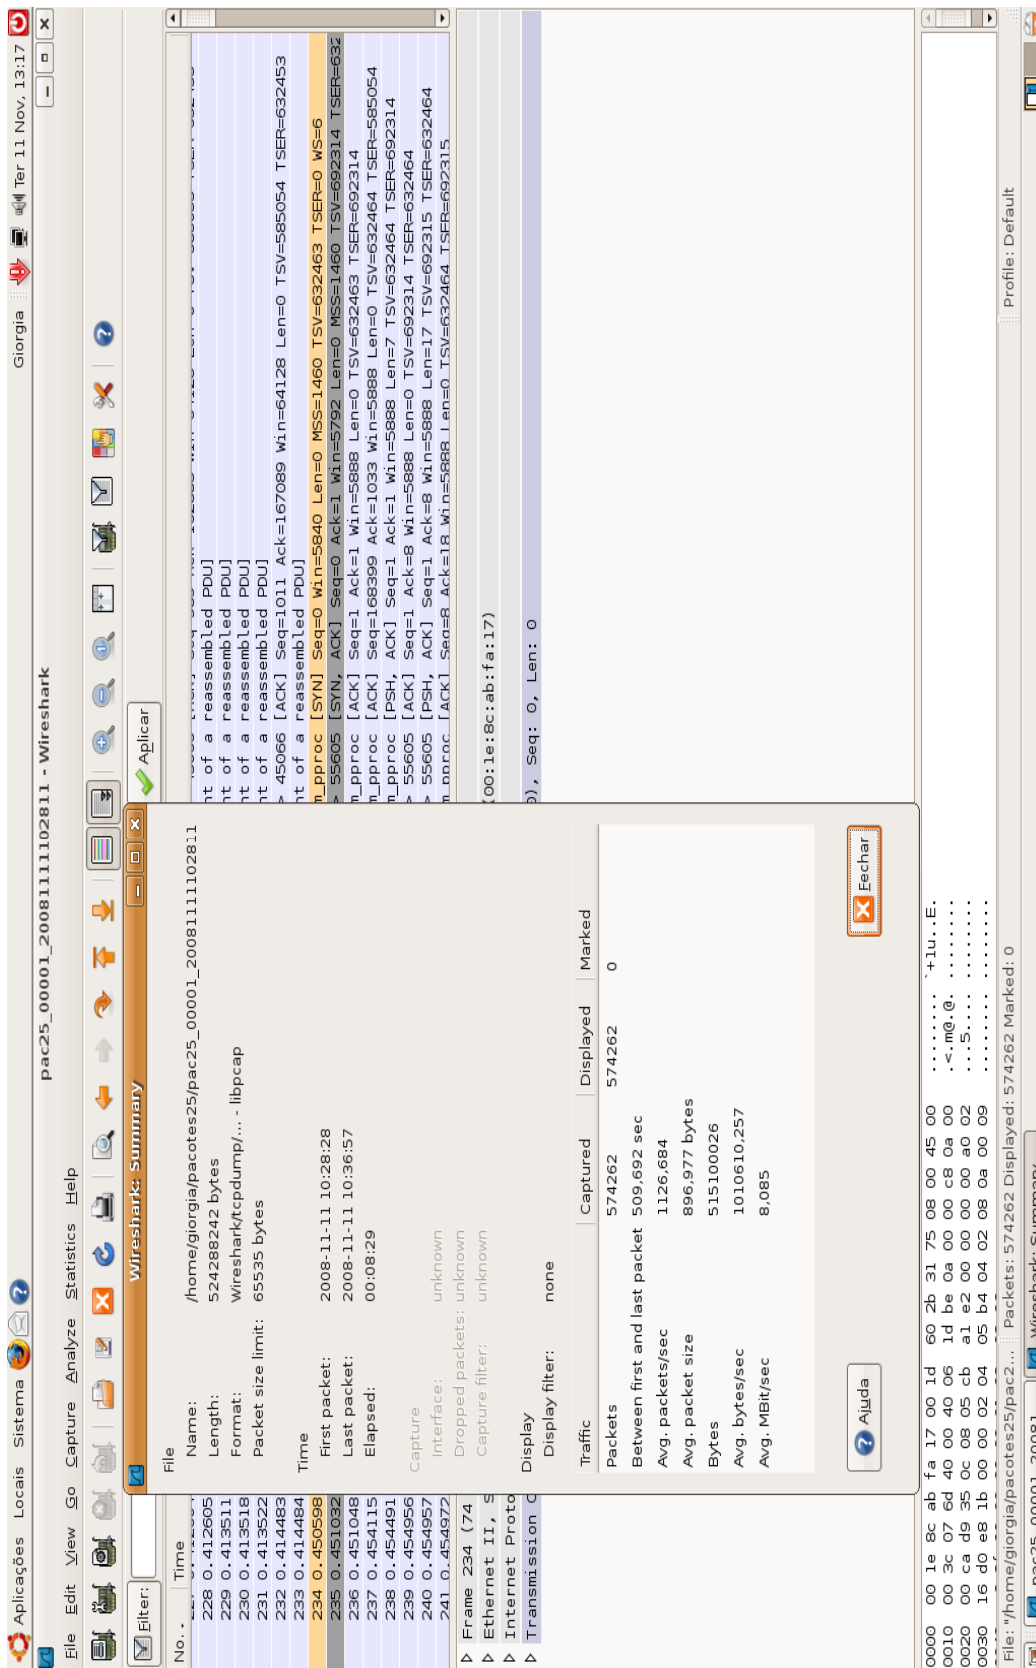 Aplicações Locais Sistema Giorgia Ter 11 Nov, 13:17
pac25_00001_20081111102811 - Wireshark
File Edit View Go Capture Analyze Statistics Help
Filter: Aplicar
No. . Time
228 0.412605 nt of a reassembled PDU]
229 0.413511 nt of a reassembled PDU]
230 0.413518 nt of a reassembled PDU]
231 0.413522 nt of a reassembled PDU]
232 0.414483 > 45066 [ACK] Seq=1011 Ack=167089 Win=64128 Len=0 TSV=585054 TSER=632453
233 0.414484 nt of a reassembled PDU]
234 0.450598 m_pproc [SYN] Seq=0 Win=5840 Len=0 MSS=1460 TSV=632463 TSER=0 WS=6
235 0.451032 > 55605 [SYN, ACK] Seq=0 Ack=1 Win=5792 Len=0 MSS=1460 TSV=692314 TSER=632
236 0.451048 m_pproc [ACK] Seq=1 Ack=1 Win=5888 Len=0 TSV=632463 TSER=692314
237 0.454115 m_pproc [ACK] Seq=168399 Ack=1033 Win=5888 Len=0 TSV=632464 TSER=585054
238 0.454491 m_pproc [PSH, ACK] Seq=1 Ack=1 Win=5888 Len=7 TSV=632464 TSER=692314
239 0.454956 > 55605 [ACK] Seq=1 Ack=8 Win=5888 Len=0 TSV=692314 TSER=632464
240 0.454957 > 55605 [PSH, ACK] Seq=1 Ack=8 Win=5888 Len=17 TSV=692315 TSER=632464
241 0.454972 m_pproc [ACK] Seq=8 Ack=18 Win=5888 Len=0 TSV=632464 TSER=692315
Wireshark: Summary
File
Name: /home/giorgia/pacotes25/pac25_00001_20081111102811
Length: 524288242 bytes
Format: Wireshark/tcpdump/... - libpcap
Packet size limit: 65535 bytes
Time
First packet: 2008-11-11 10:28:28
Last packet: 2008-11-11 10:36:57
Elapsed: 00:08:29
Capture
Interface: unknown
Dropped packets: unknown
Capture filter: unknown
Display
Display filter: none
Traffic Captured Displayed Marked
Packets 574262 574262 0
Between first and last packet 509,692 sec
Avg. packets/sec 1126,684
Avg. packet size 896,977 bytes
Bytes 515100026
Avg. bytes/sec 1010610,257
Avg. MBit/sec 8,085
Ajuda Fechar
Frame 234 (74
Ethernet II, S (00:1e:8c:ab:fa:17)
Internet Proto
Transmission C 0), Seq: 0, Len: 0
0000 00 1e 8c ab fa 17 00 1d 60 2b 31 75 08 00 45 00 ........ `+1u..E.
0010 00 3c 07 6d 40 00 40 06 1d be 0a 00 00 c8 0a 00 .<.m@.@. ........
0020 00 ca d9 35 0c 08 05 cb a1 e2 00 00 00 00 a0 02 ...5.... ........
0030 16 d0 e8 1b 00 00 02 04 05 b4 04 02 08 0a 00 09 ........ ........
File: "/home/giorgia/pacotes25/pac2... Packets: 574262 Displayed: 574262 Marked: 0 Profile: Default
pac25_00001_20081 Wireshark: Summary